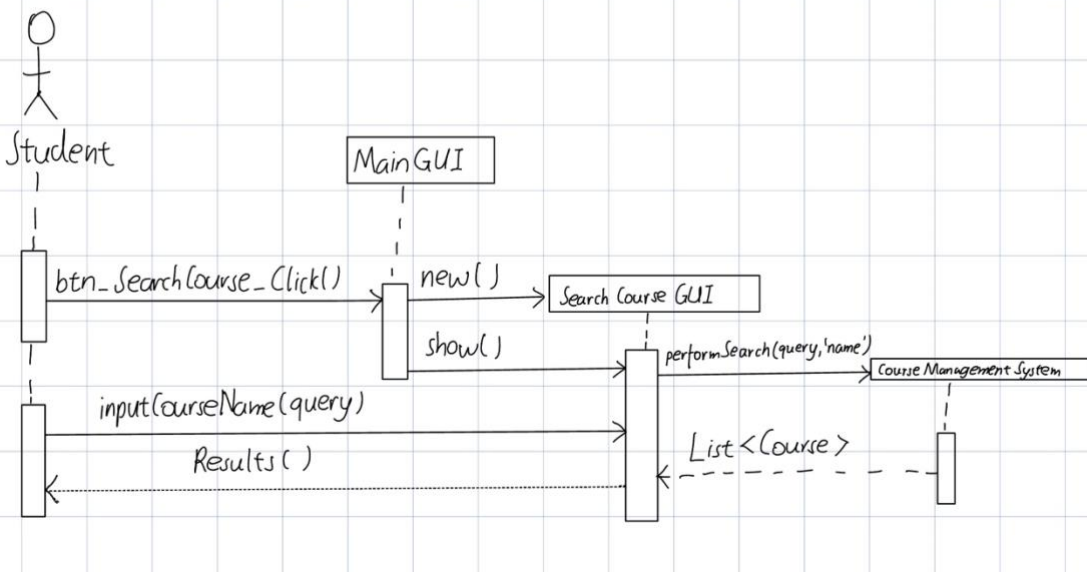 Student
MainGUI
btn_SearchCourse_Click()
new()
Search Course GUI
show()
performSearch(query,'name')
Course Management System
inputCourseName(query)
List<Course>
Results()